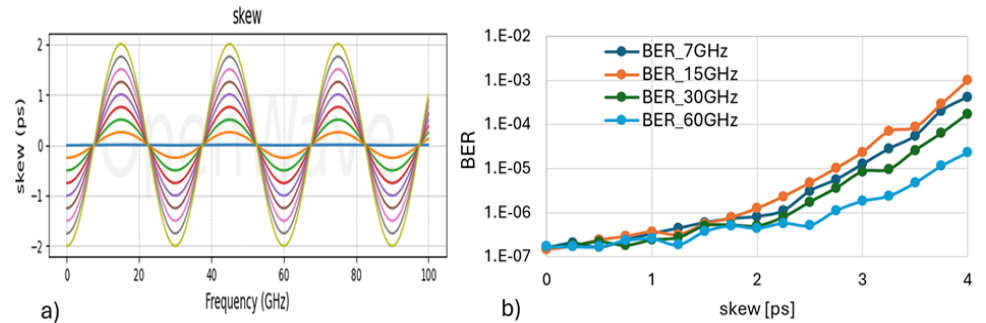 skew
2
1
0
−1
−2
skew (ps)
0 20 40 60 80 100
Frequency (GHz)
a)
OpenWave
1.E-02
1.E-03
1.E-04
1.E-05
1.E-06
1.E-07
BER
BER_7GHz
BER_15GHz
BER_30GHz
BER_60GHz
0 1 2 3 4
skew [ps]
b)